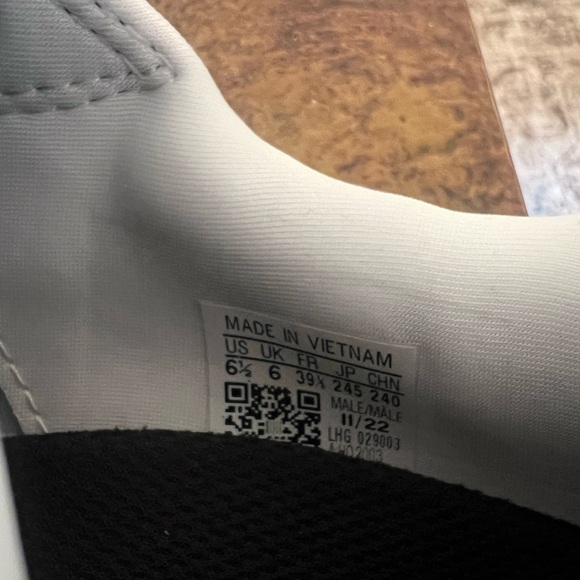 MADE IN VIETNAM
US UK FR JP CHN
6½ 6 39⅓ 245 240
MALE/MÂLE
11/22
LHG 029003